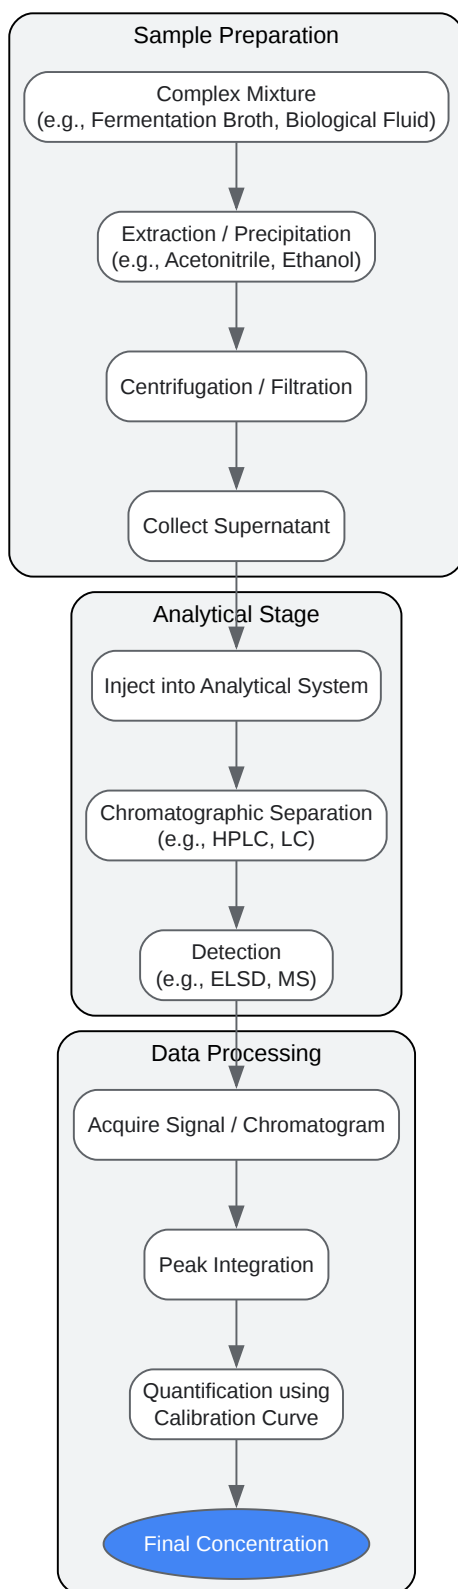 Sample Preparation
Complex Mixture
(e.g., Fermentation Broth, Biological Fluid)
Extraction / Precipitation
(e.g., Acetonitrile, Ethanol)
Centrifugation / Filtration
Collect Supernatant
Analytical Stage
Inject into Analytical System
Chromatographic Separation
(e.g., HPLC, LC)
Detection
(e.g., ELSD, MS)
Data Processing
Acquire Signal / Chromatogram
Peak Integration
Quantification using
Calibration Curve
Final Concentration